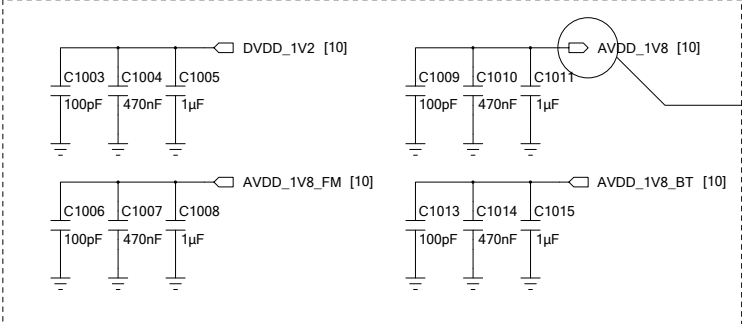 DVDD_1V2 [10]
C1003 C1004 C1005
100pF 470nF 1µF
AVDD_1V8 [10]
C1009 C1010 C1011
100pF 470nF 1µF
AVDD_1V8_FM [10]
C1006 C1007 C1008
100pF 470nF 1µF
AVDD_1V8_BT [10]
C1013 C1014 C1015
100pF 470nF 1µF